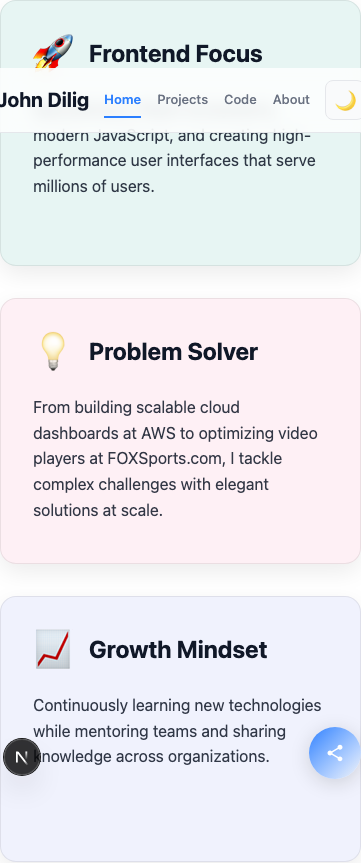 Frontend Focus
John Dilig Home Projects Code About
modern JavaScript, and creating high-
performance user interfaces that serve
millions of users.
Problem Solver
From building scalable cloud
dashboards at AWS to optimizing video
players at FOXSports.com, I tackle
complex challenges with elegant
solutions at scale.
Growth Mindset
Continuously learning new technologies
while mentoring teams and sharing
knowledge across organizations.
N